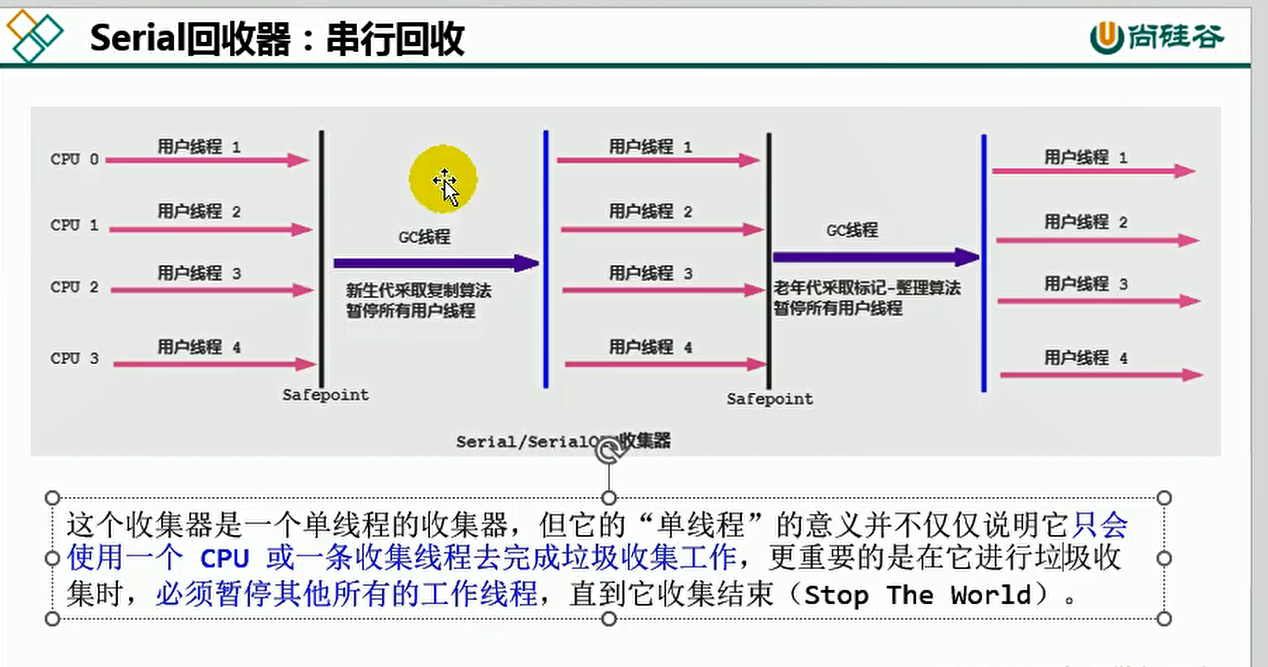 Serial回收器：串行回收
尚硅谷
CPU 0
用户线程 1
CPU 1
用户线程 2
CPU 2
用户线程 3
CPU 3
用户线程 4
Safepoint
GC线程
新生代采取复制算法
暂停所有用户线程
用户线程 1
用户线程 2
用户线程 3
用户线程 4
Safepoint
GC线程
老年代采取标记-整理算法
暂停所有用户线程
用户线程 1
用户线程 2
用户线程 3
用户线程 4
Serial/Serial 收集器
这个收集器是一个单线程的收集器，但它的“单线程”的意义并不仅仅说明它只会
使用一个 CPU 或一条收集线程去完成垃圾收集工作，更重要的是在它进行垃圾收
集时，必须暂停其他所有的工作线程，直到它收集结束（Stop The World）。